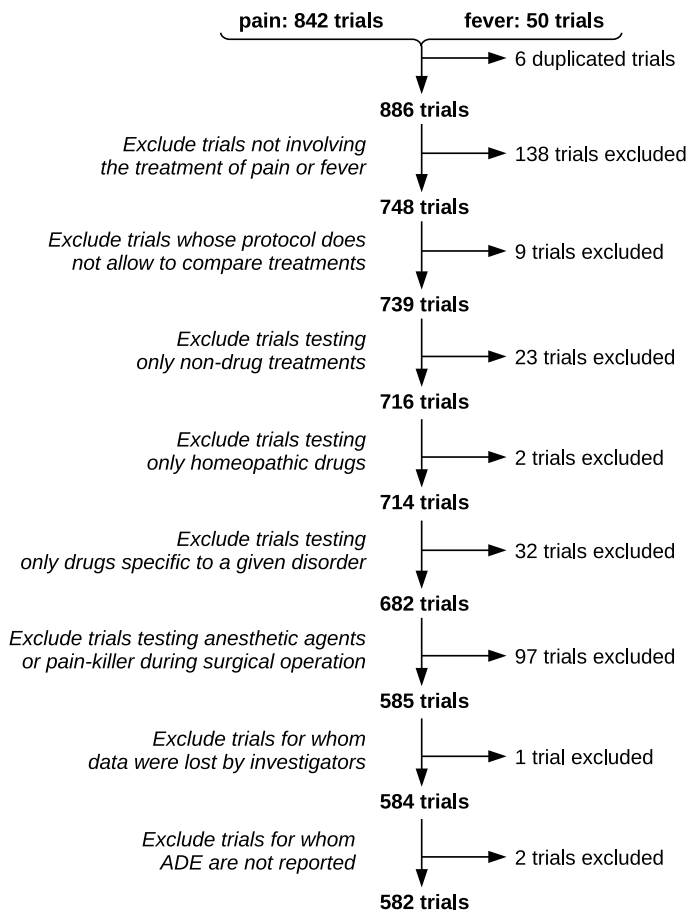 pain: 842 trials
fever: 50 trials
6 duplicated trials
886 trials
Exclude trials not involving
the treatment of pain or fever
138 trials excluded
748 trials
Exclude trials whose protocol does
not allow to compare treatments
9 trials excluded
739 trials
Exclude trials testing
only non-drug treatments
23 trials excluded
716 trials
Exclude trials testing
only homeopathic drugs
2 trials excluded
714 trials
Exclude trials testing
only drugs specific to a given disorder
32 trials excluded
682 trials
Exclude trials testing anesthetic agents
or pain-killer during surgical operation
97 trials excluded
585 trials
Exclude trials for whom
data were lost by investigators
1 trial excluded
584 trials
Exclude trials for whom
ADE are not reported
2 trials excluded
582 trials